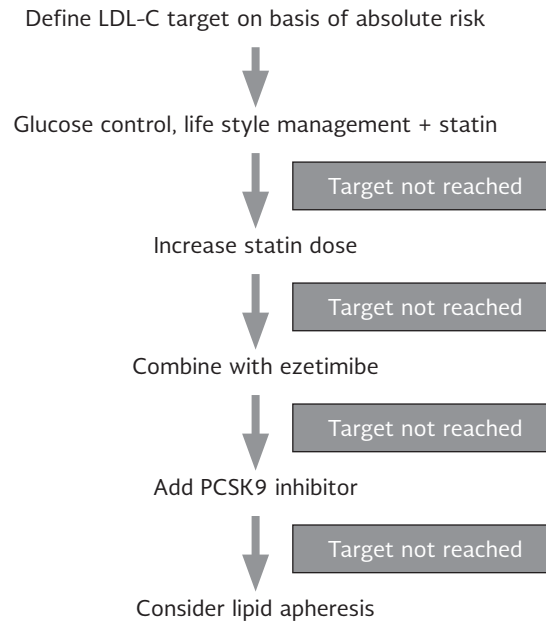 Define LDL-C target on basis of absolute risk
Glucose control, life style management + statin
Target not reached
Increase statin dose
Target not reached
Combine with ezetimibe
Target not reached
Add PCSK9 inhibitor
Target not reached
Consider lipid apheresis